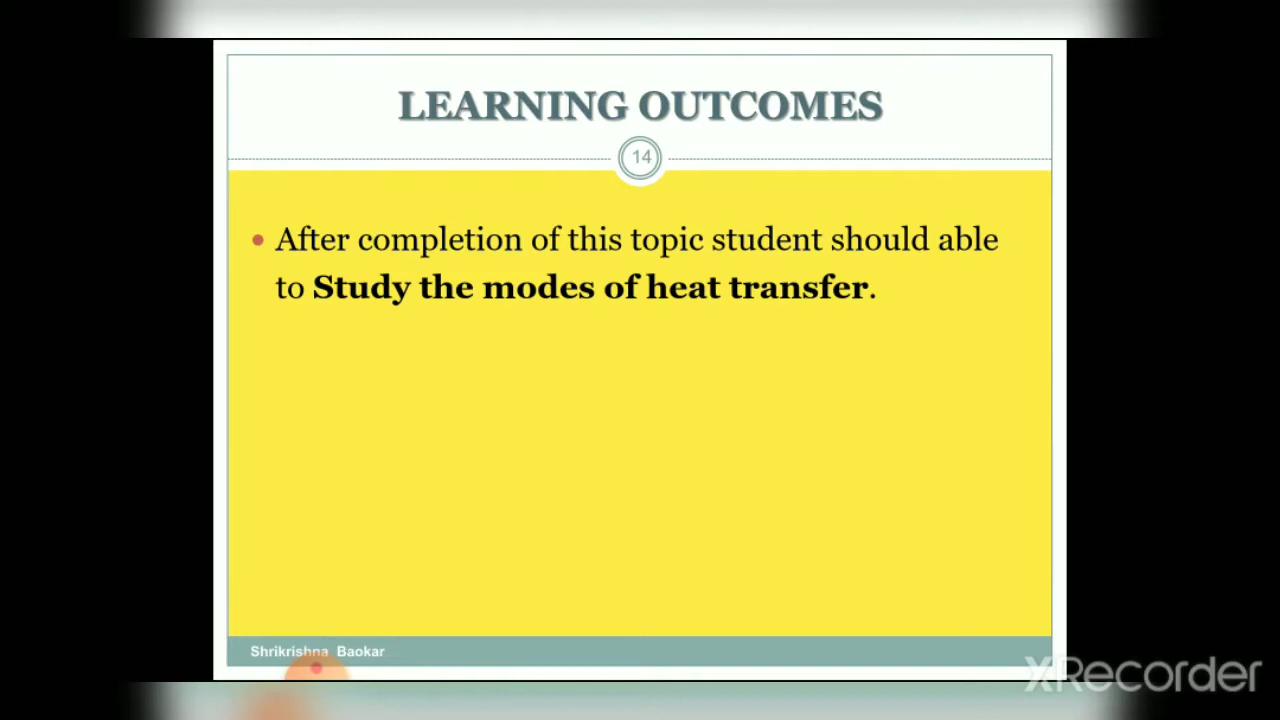 LEARNING OUTCOMES
14
• After completion of this topic student should able
to Study the modes of heat transfer.
Shrikrishna Baokar
XRecorder